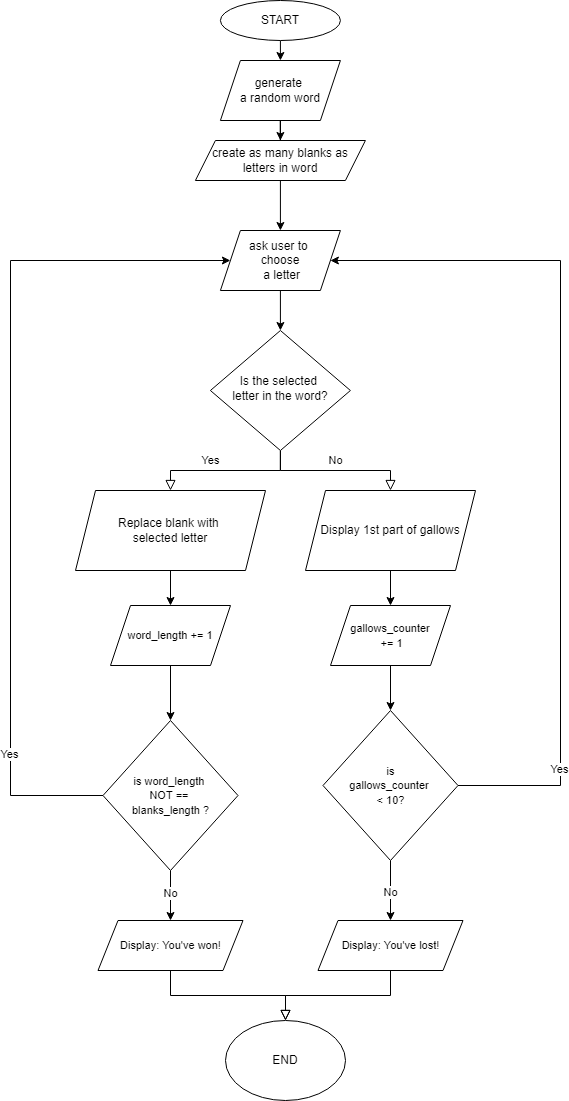 START
generate
a random word
create as many blanks as
letters in word
ask user to
choose
a letter
Is the selected
letter in the word?
Yes
No
Replace blank with
selected letter
Display 1st part of gallows
word_length += 1
gallows_counter
+= 1
Yes
is word_length
NOT ==
blanks_length ?
is
gallows_counter
< 10?
Yes
No
No
Display: You've won!
Display: You've lost!
END